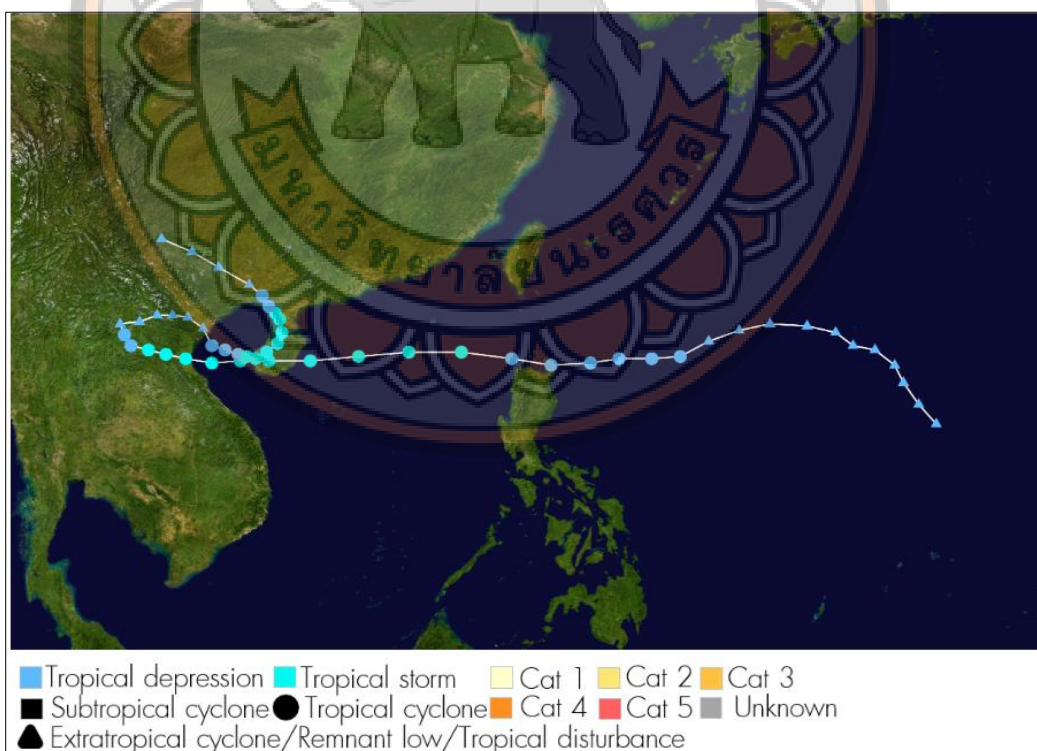 มหาวิทยาลัยนเรศวร
Tropical depression Tropical storm Cat 1 Cat 2 Cat 3
Subtropical cyclone Tropical cyclone Cat 4 Cat 5 Unknown
Extratropical cyclone/Remnant low/Tropical disturbance